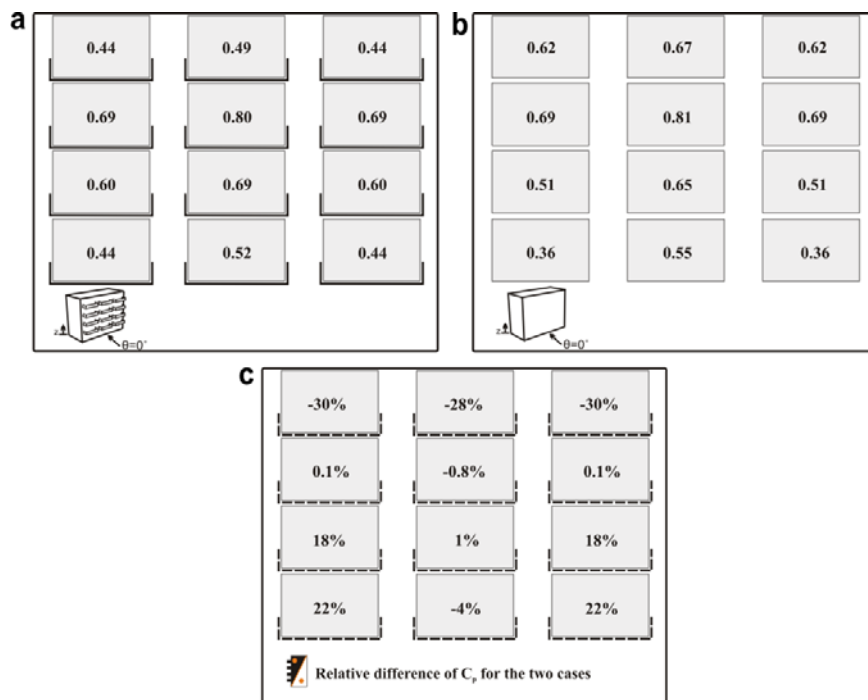 a
0.44 0.49 0.44
0.69 0.80 0.69
0.60 0.69 0.60
0.44 0.52 0.44
z
θ=0°
b
0.62 0.67 0.62
0.69 0.81 0.69
0.51 0.65 0.51
0.36 0.55 0.36
z
θ=0°
c
-30% -28% -30%
0.1% -0.8% 0.1%
18% 1% 18%
22% -4% 22%
Relative difference of Cp for the two cases